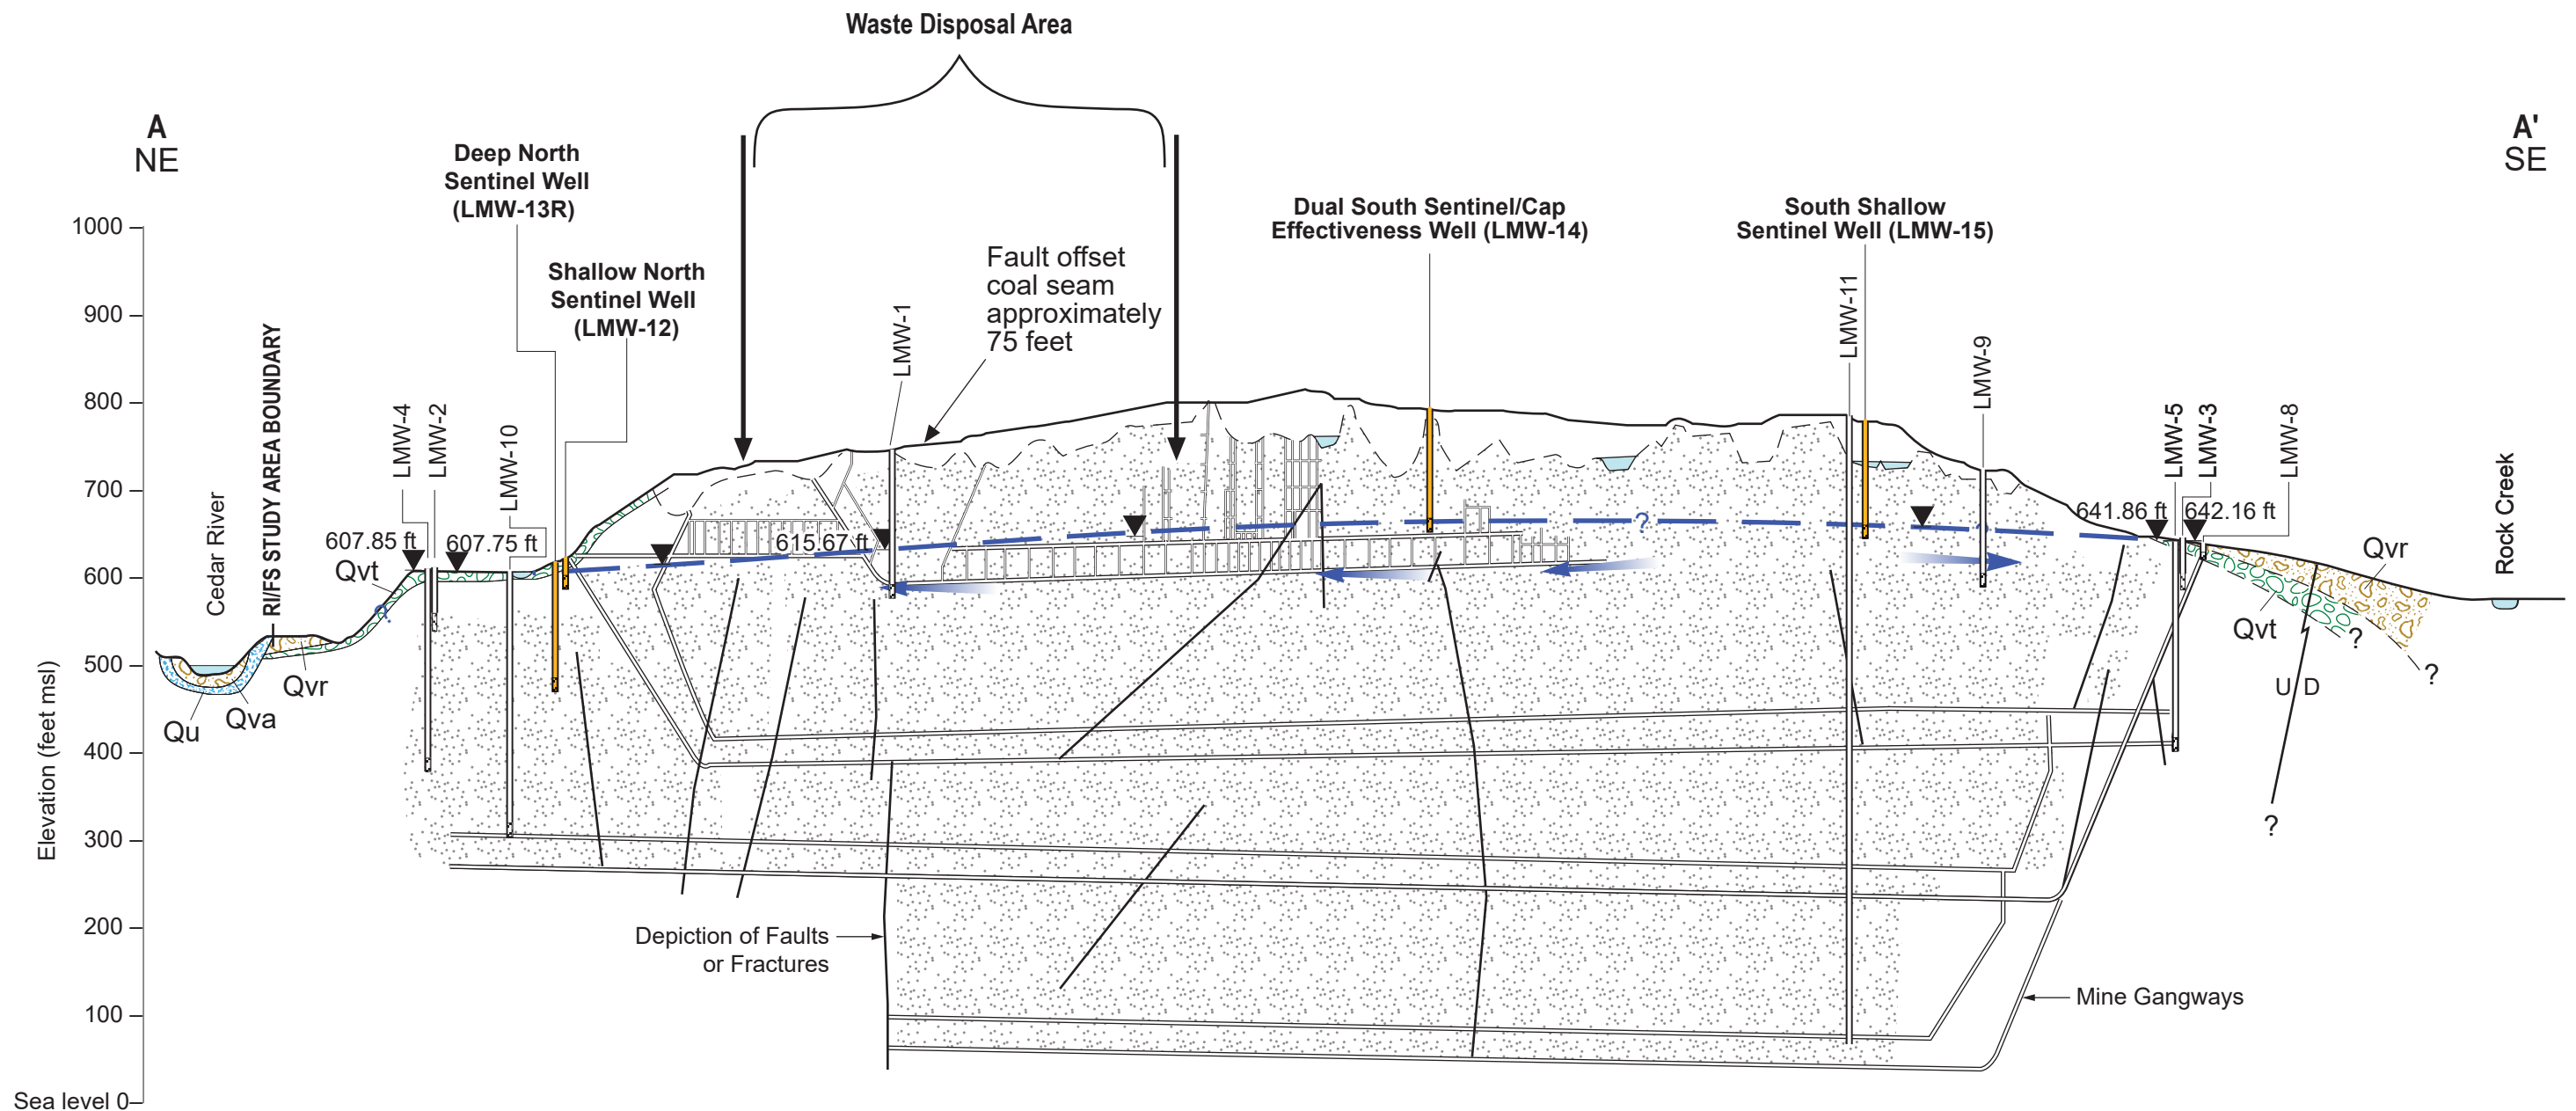 Waste Disposal Area
A
NE
A'
SE
Deep North
Sentinel Well
(LMW-13R)
Shallow North
Sentinel Well
(LMW-12)
Dual South Sentinel/Cap
Effectiveness Well (LMW-14)
South Shallow
Sentinel Well (LMW-15)
Fault offset
coal seam
approximately
75 feet
LMW-1
LMW-11
LMW-9
LMW-4
LMW-2
LMW-10
LMW-5
LMW-3
LMW-8
Cedar River
RI/FS STUDY AREA BOUNDARY
Rock Creek
Elevation (feet msl)
1000
900
800
700
600
500
400
300
200
100
Sea level 0
607.85 ft
607.75 ft
615.67 ft
641.86 ft
642.16 ft
Qvt
?
Qvr
Qva
Qu
?
Qvr
Qvt
?
?
U
D
?
Depiction of Faults
or Fractures
Mine Gangways